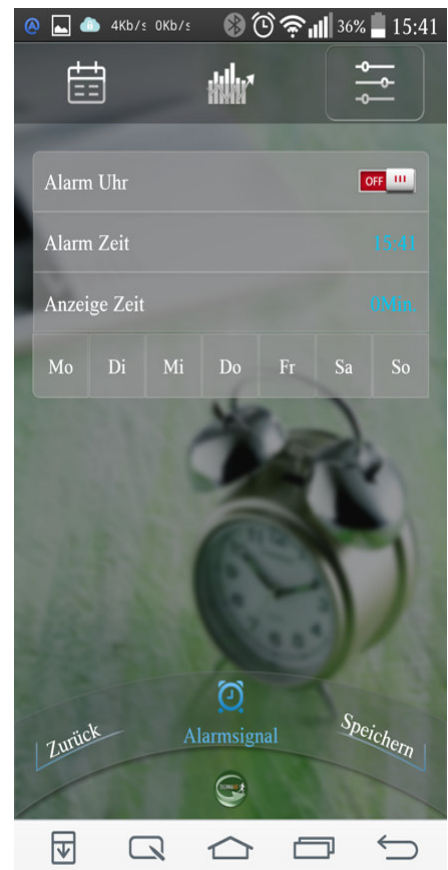 4Kb/s 0Kb/s 36% 15:41
Alarm Uhr OFF
Alarm Zeit 15:41
Anzeige Zeit 0Min.
Mo Di Mi Do Fr Sa So
Zurück Alarmsignal Speichern